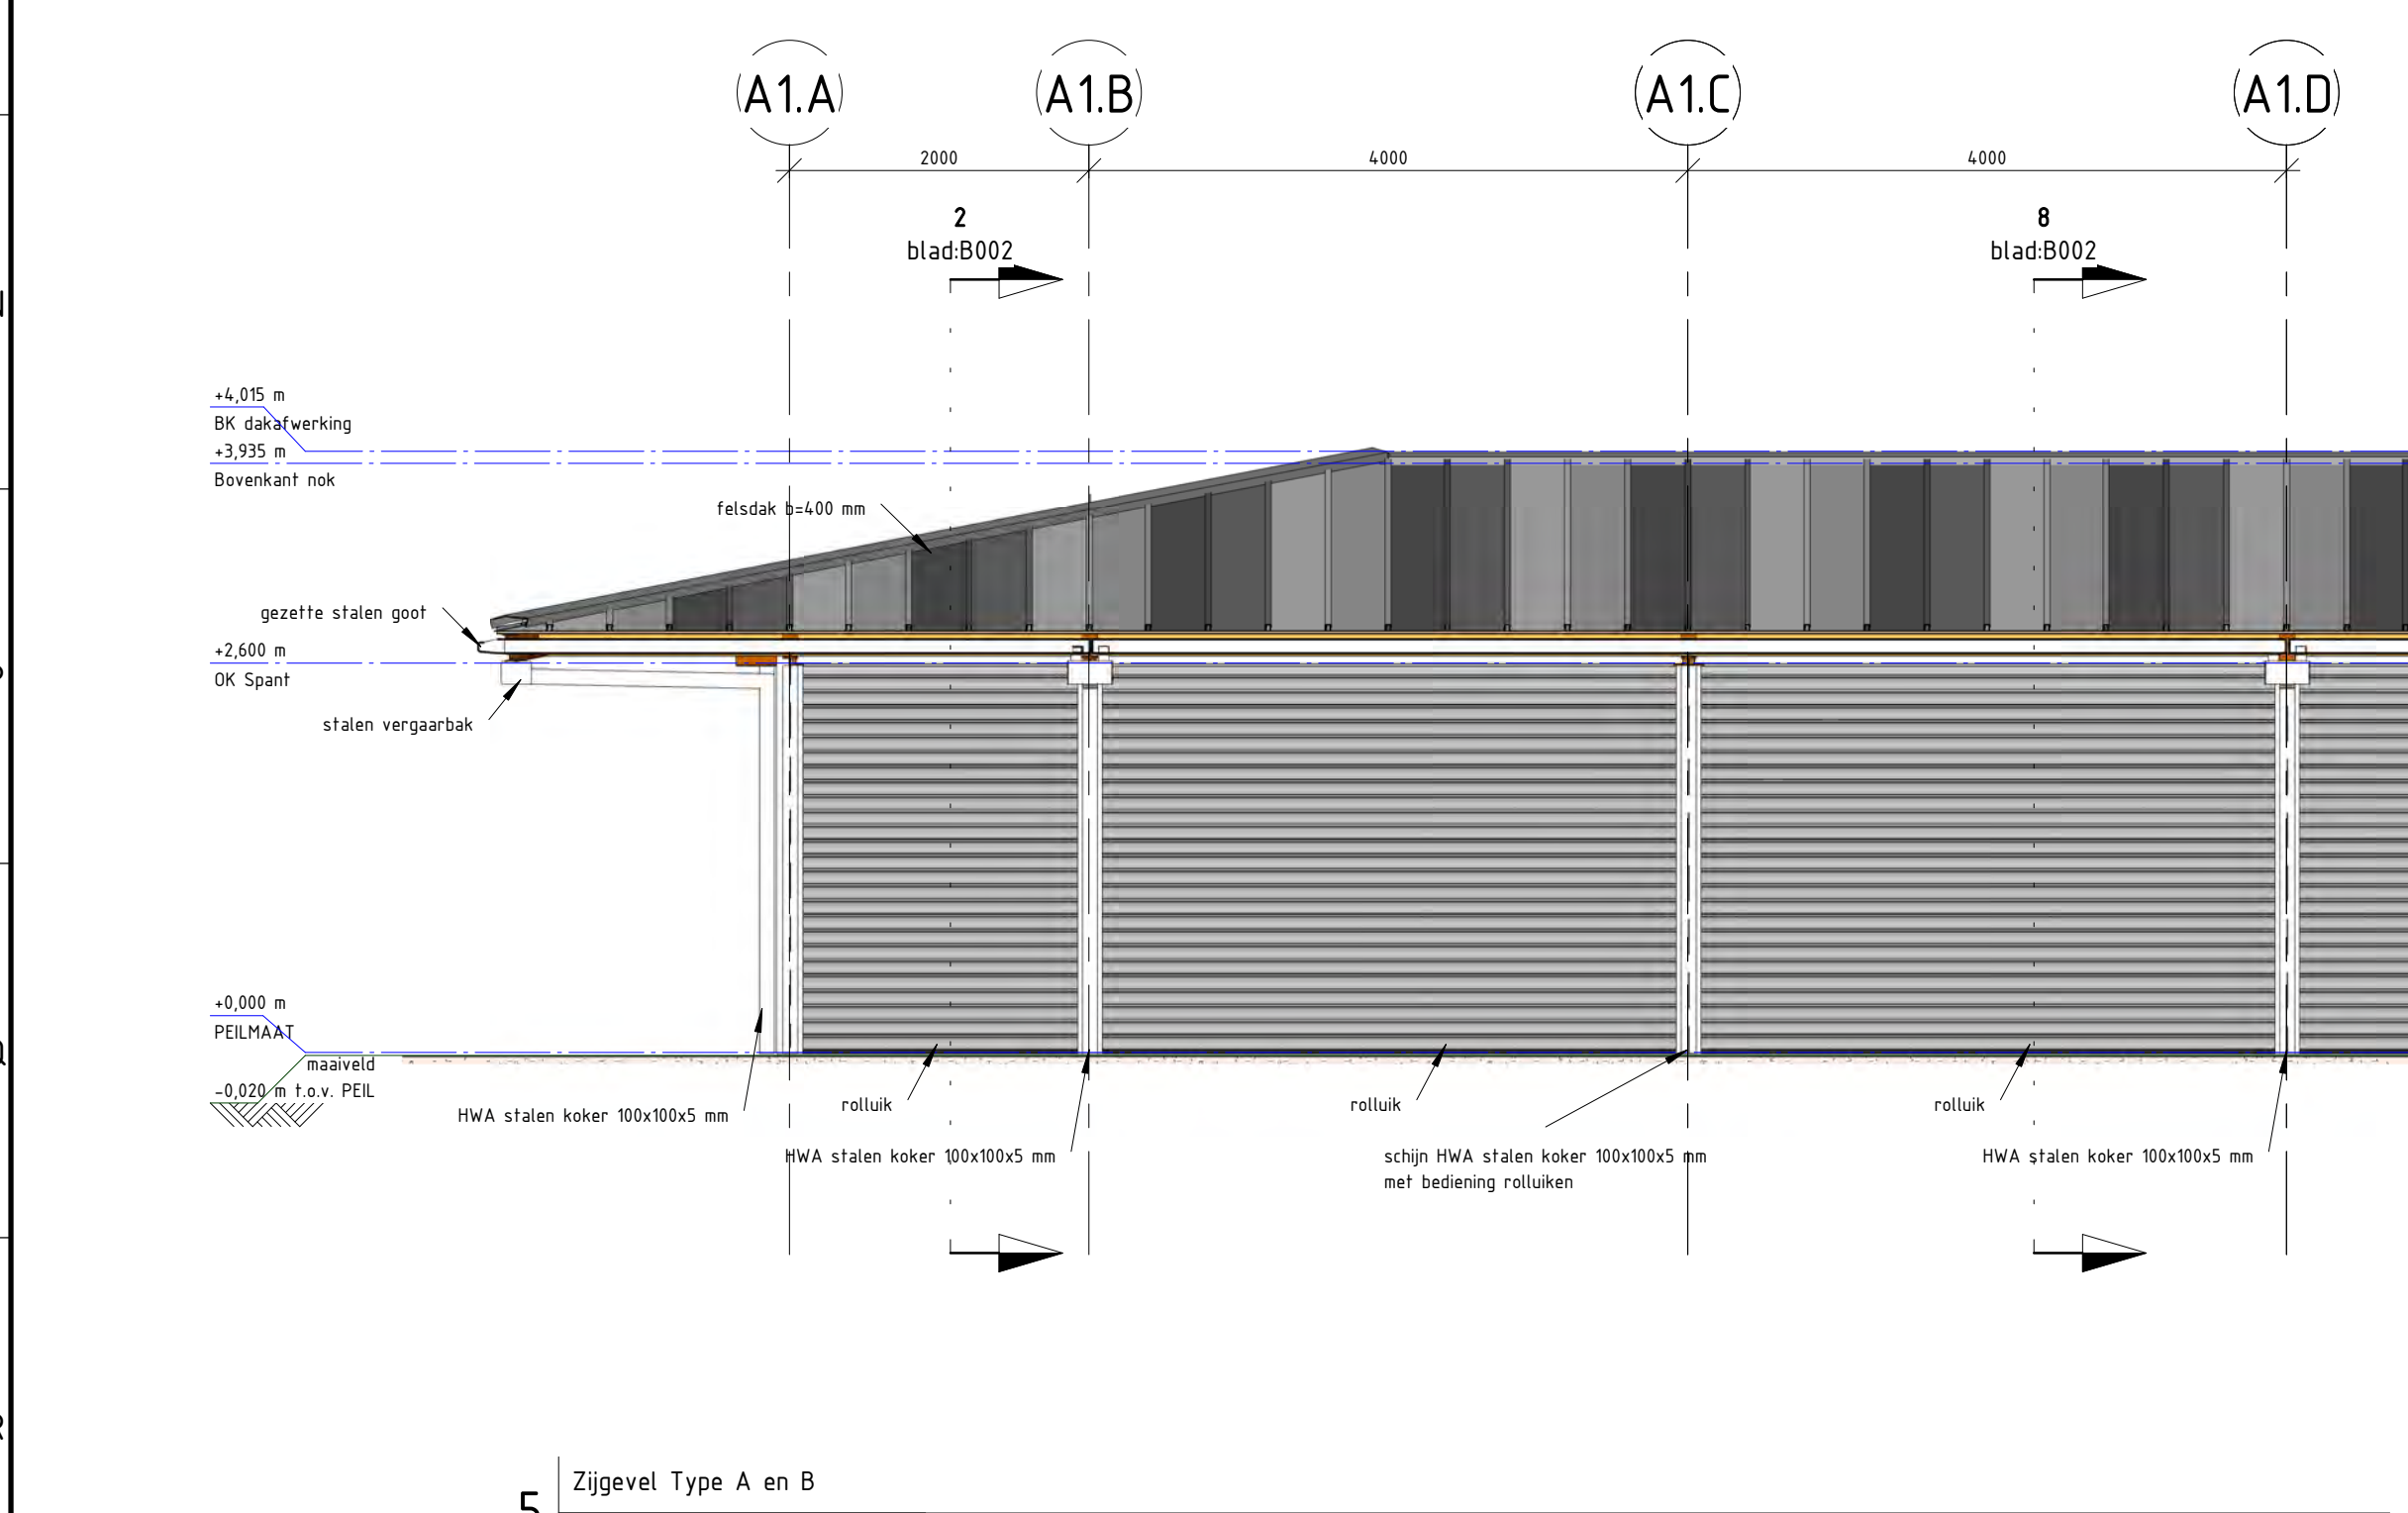 A1.A
A1.B
A1.C
A1.D
2000
4000
4000
2
blad:B002
8
blad:B002
+4,015 m
BK dakafwerking
+3,935 m
Bovenkant nok
felsdak b=400 mm
gezette stalen goot
+2,600 m
OK Spant
stalen vergaarbak
+0,000 m
PEILMAAT
maaiveld
-0,020 m t.o.v. PEIL
HWA stalen koker 100x100x5 mm
rolluik
rolluik
rolluik
HWA stalen koker 100x100x5 mm
schijn HWA stalen koker 100x100x5 mm
met bediening rolluiken
HWA stalen koker 100x100x5 mm
Zijgevel Type A en B
5